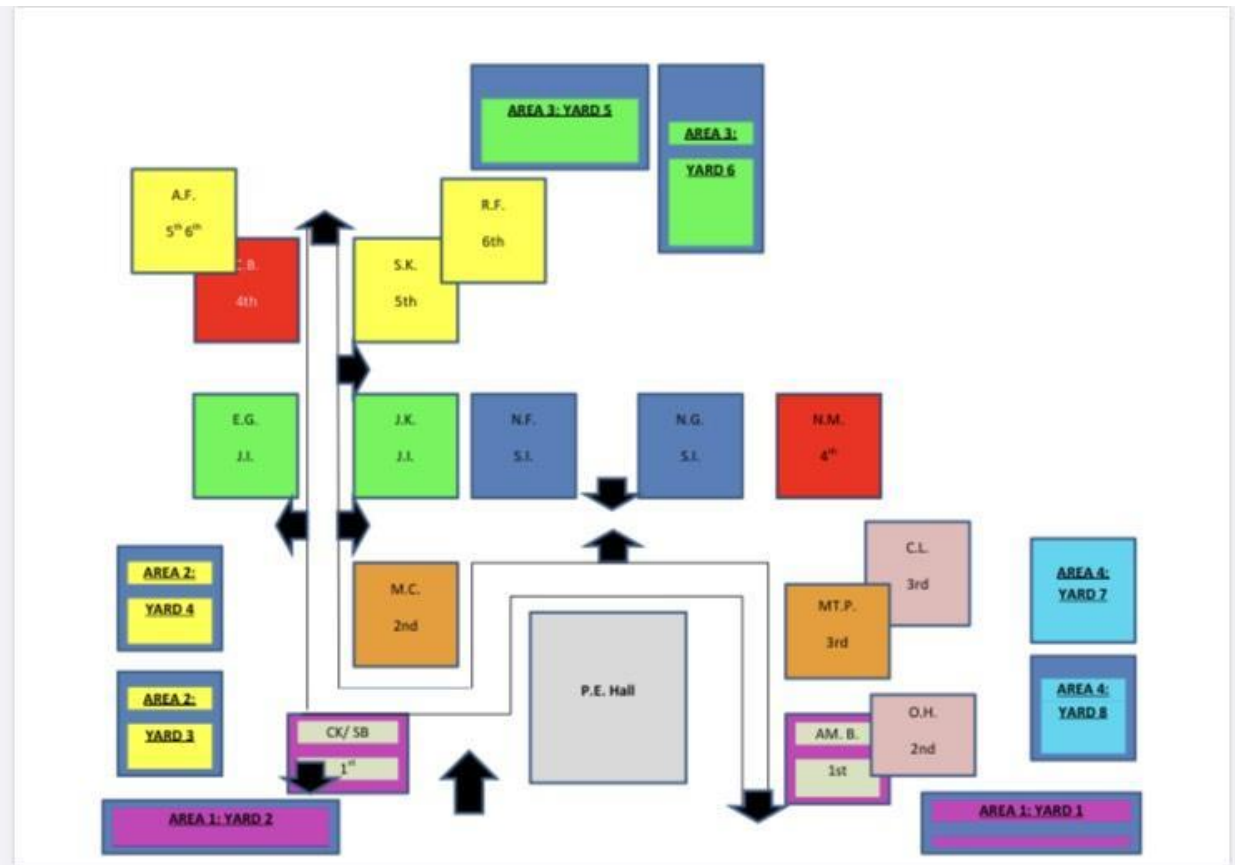 AREA 3: YARD 5
AREA 3:
YARD 6
A.F.
5th 6th
R.F.
6th
C.B.
4th
S.K.
5th
E.G.
J.I.
J.K.
J.I.
N.F.
S.I.
N.G.
S.I.
N.M.
4th
AREA 2:
YARD 4
M.C.
2nd
C.L.
3rd
MT.P.
3rd
AREA 4:
YARD 7
AREA 2:
YARD 3
P.E. Hall
CK/ SB
1st
AM. B.
1st
O.H.
2nd
AREA 4:
YARD 8
AREA 1: YARD 2
AREA 1: YARD 1